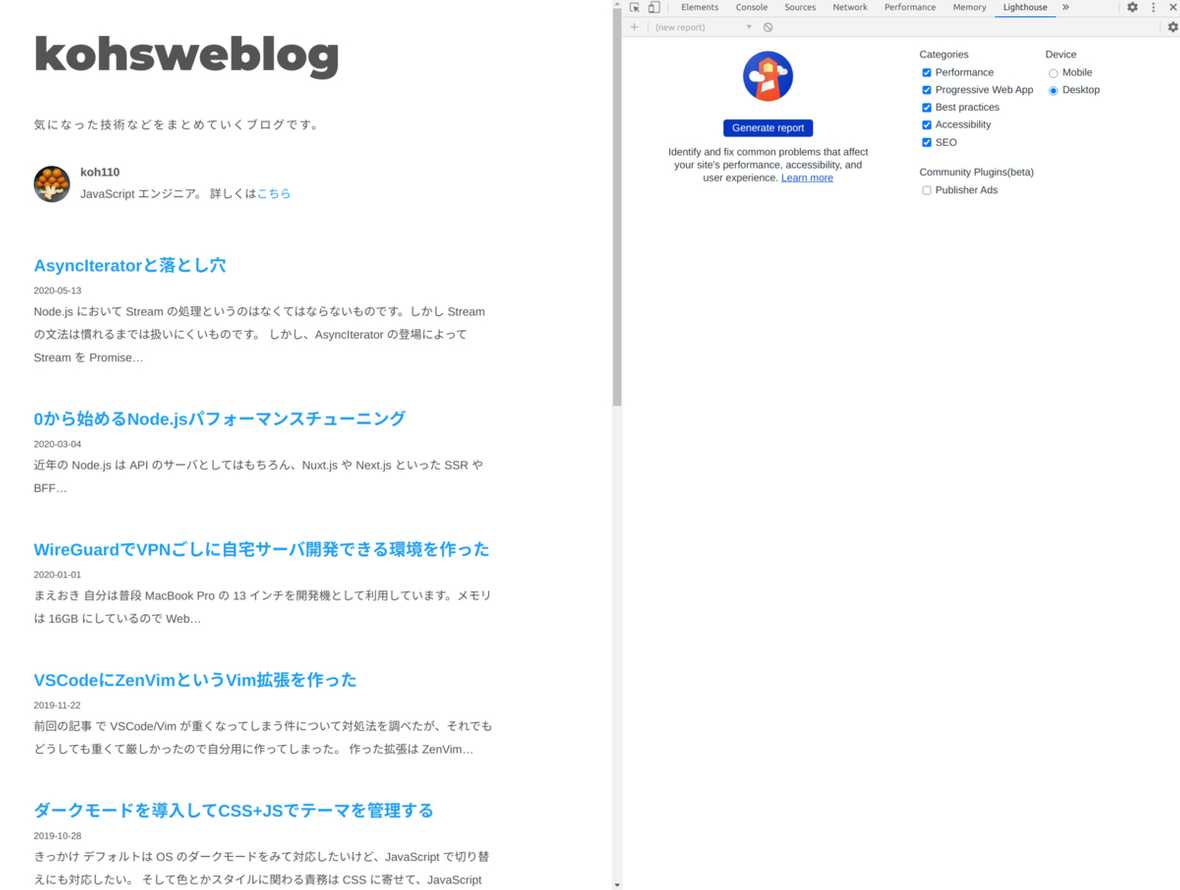 kohsweblog
気になった技術などをまとめていくブログです。
koh110
JavaScript エンジニア。 詳しくはこちら
AsyncIteratorと落とし穴
2020-05-13
Node.js において Stream の処理というのはなくてはならないものです。しかし Stream
の文法は慣れるまでは扱いにくいものです。 しかし、AsyncIterator の登場によって
Stream を Promise…
0から始めるNode.jsパフォーマンスチューニング
2020-03-04
近年の Node.js は API のサーバとしてはもちろん、Nuxt.js や Next.js といった SSR や
BFF…
WireGuardでVPNごしに自宅サーバ開発できる環境を作った
2020-01-01
まえおき 自分は普段 MacBook Pro の 13 インチを開発機として利用しています。メモリ
は 16GB にしているので Web…
VSCodeにZenVimというVim拡張を作った
2019-11-22
前回の記事 で VSCode/Vim が重くなってしまう件について対処法を調べたが、それでも
どうしても重くて厳しかったので自分用に作ってしまった。 作った拡張は ZenVim…
ダークモードを導入してCSS+JSでテーマを管理する
2019-10-28
きっかけ デフォルトは OS のダークモードをみて対応したいけど、JavaScript で切り替
えにも対応したい。 そして色とかスタイルに関わる責務は CSS に寄せて、JavaScript
Elements Console Sources Network Performance Memory Lighthouse »
(new report)
Generate report
Identify and fix common problems that affect
your site's performance, accessibility, and
user experience. Learn more
Categories
Performance
Progressive Web App
Best practices
Accessibility
SEO
Device
Mobile
Desktop
Community Plugins(beta)
Publisher Ads